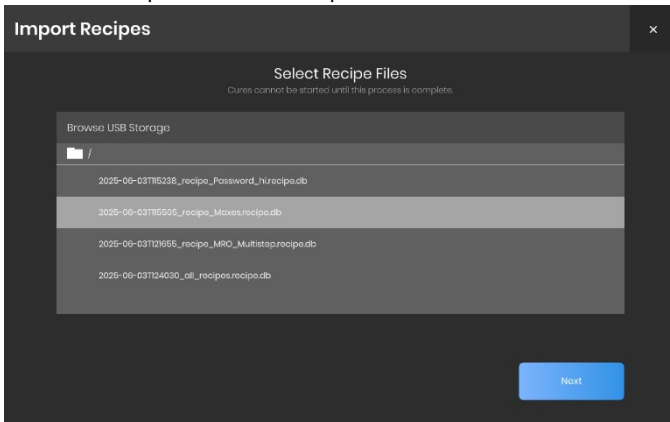 Import Recipes
×
Select Recipe Files
Cures cannot be started until this process is complete.
Browse USB Storage
/
2025-06-03T115238_recipe_Password_hi.recipe.db
2025-06-03T115505_recipe_Maxes.recipe.db
2025-06-03T121655_recipe_MRO_Multistep.recipe.db
2025-06-03T124030_all_recipes.recipe.db
Next